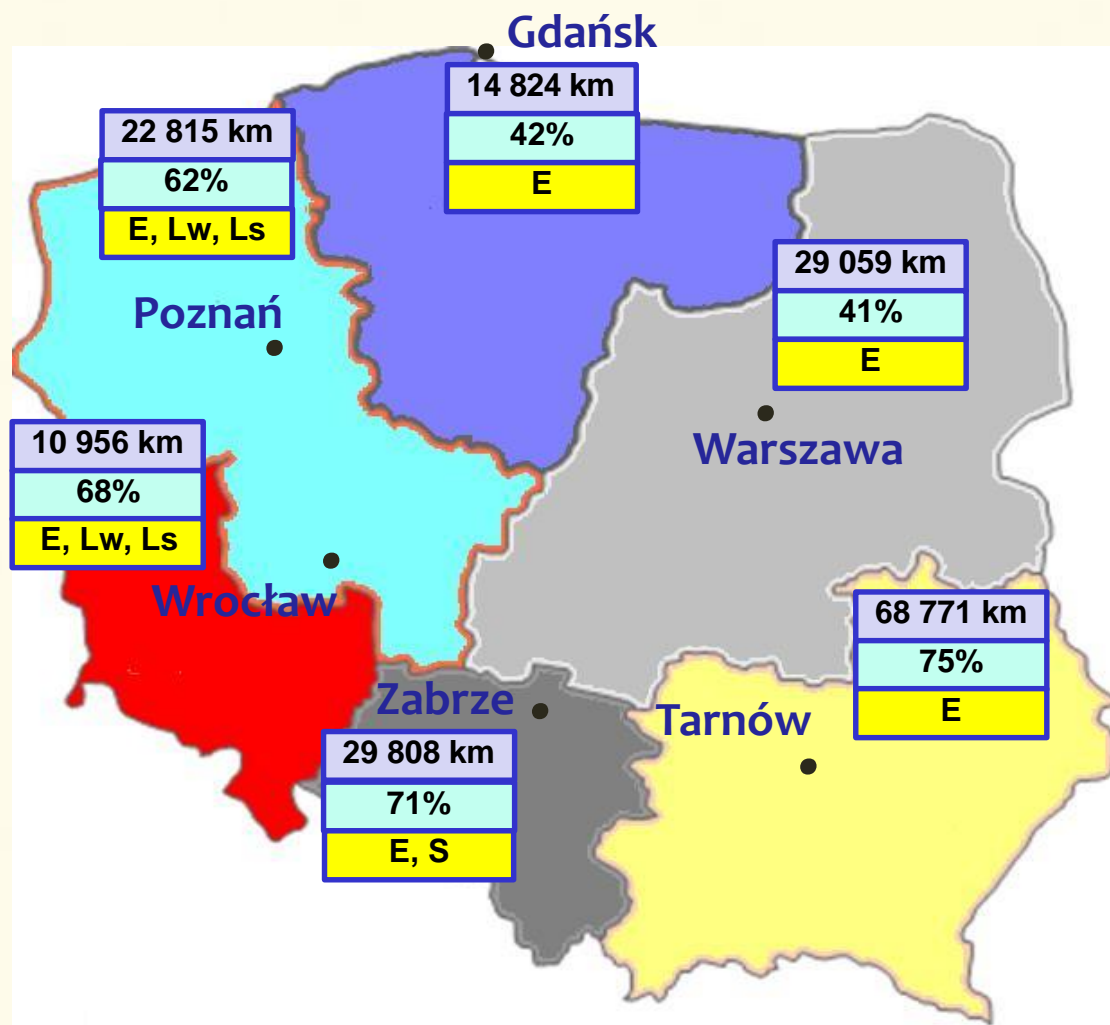 Gdańsk
14 824 km
42%
E
22 815 km
62%
E, Lw, Ls
Poznań
29 059 km
41%
E
Warszawa
10 956 km
68%
E, Lw, Ls
Wrocław
68 771 km
75%
E
Tarnów
Zabrze
29 808 km
71%
E, S